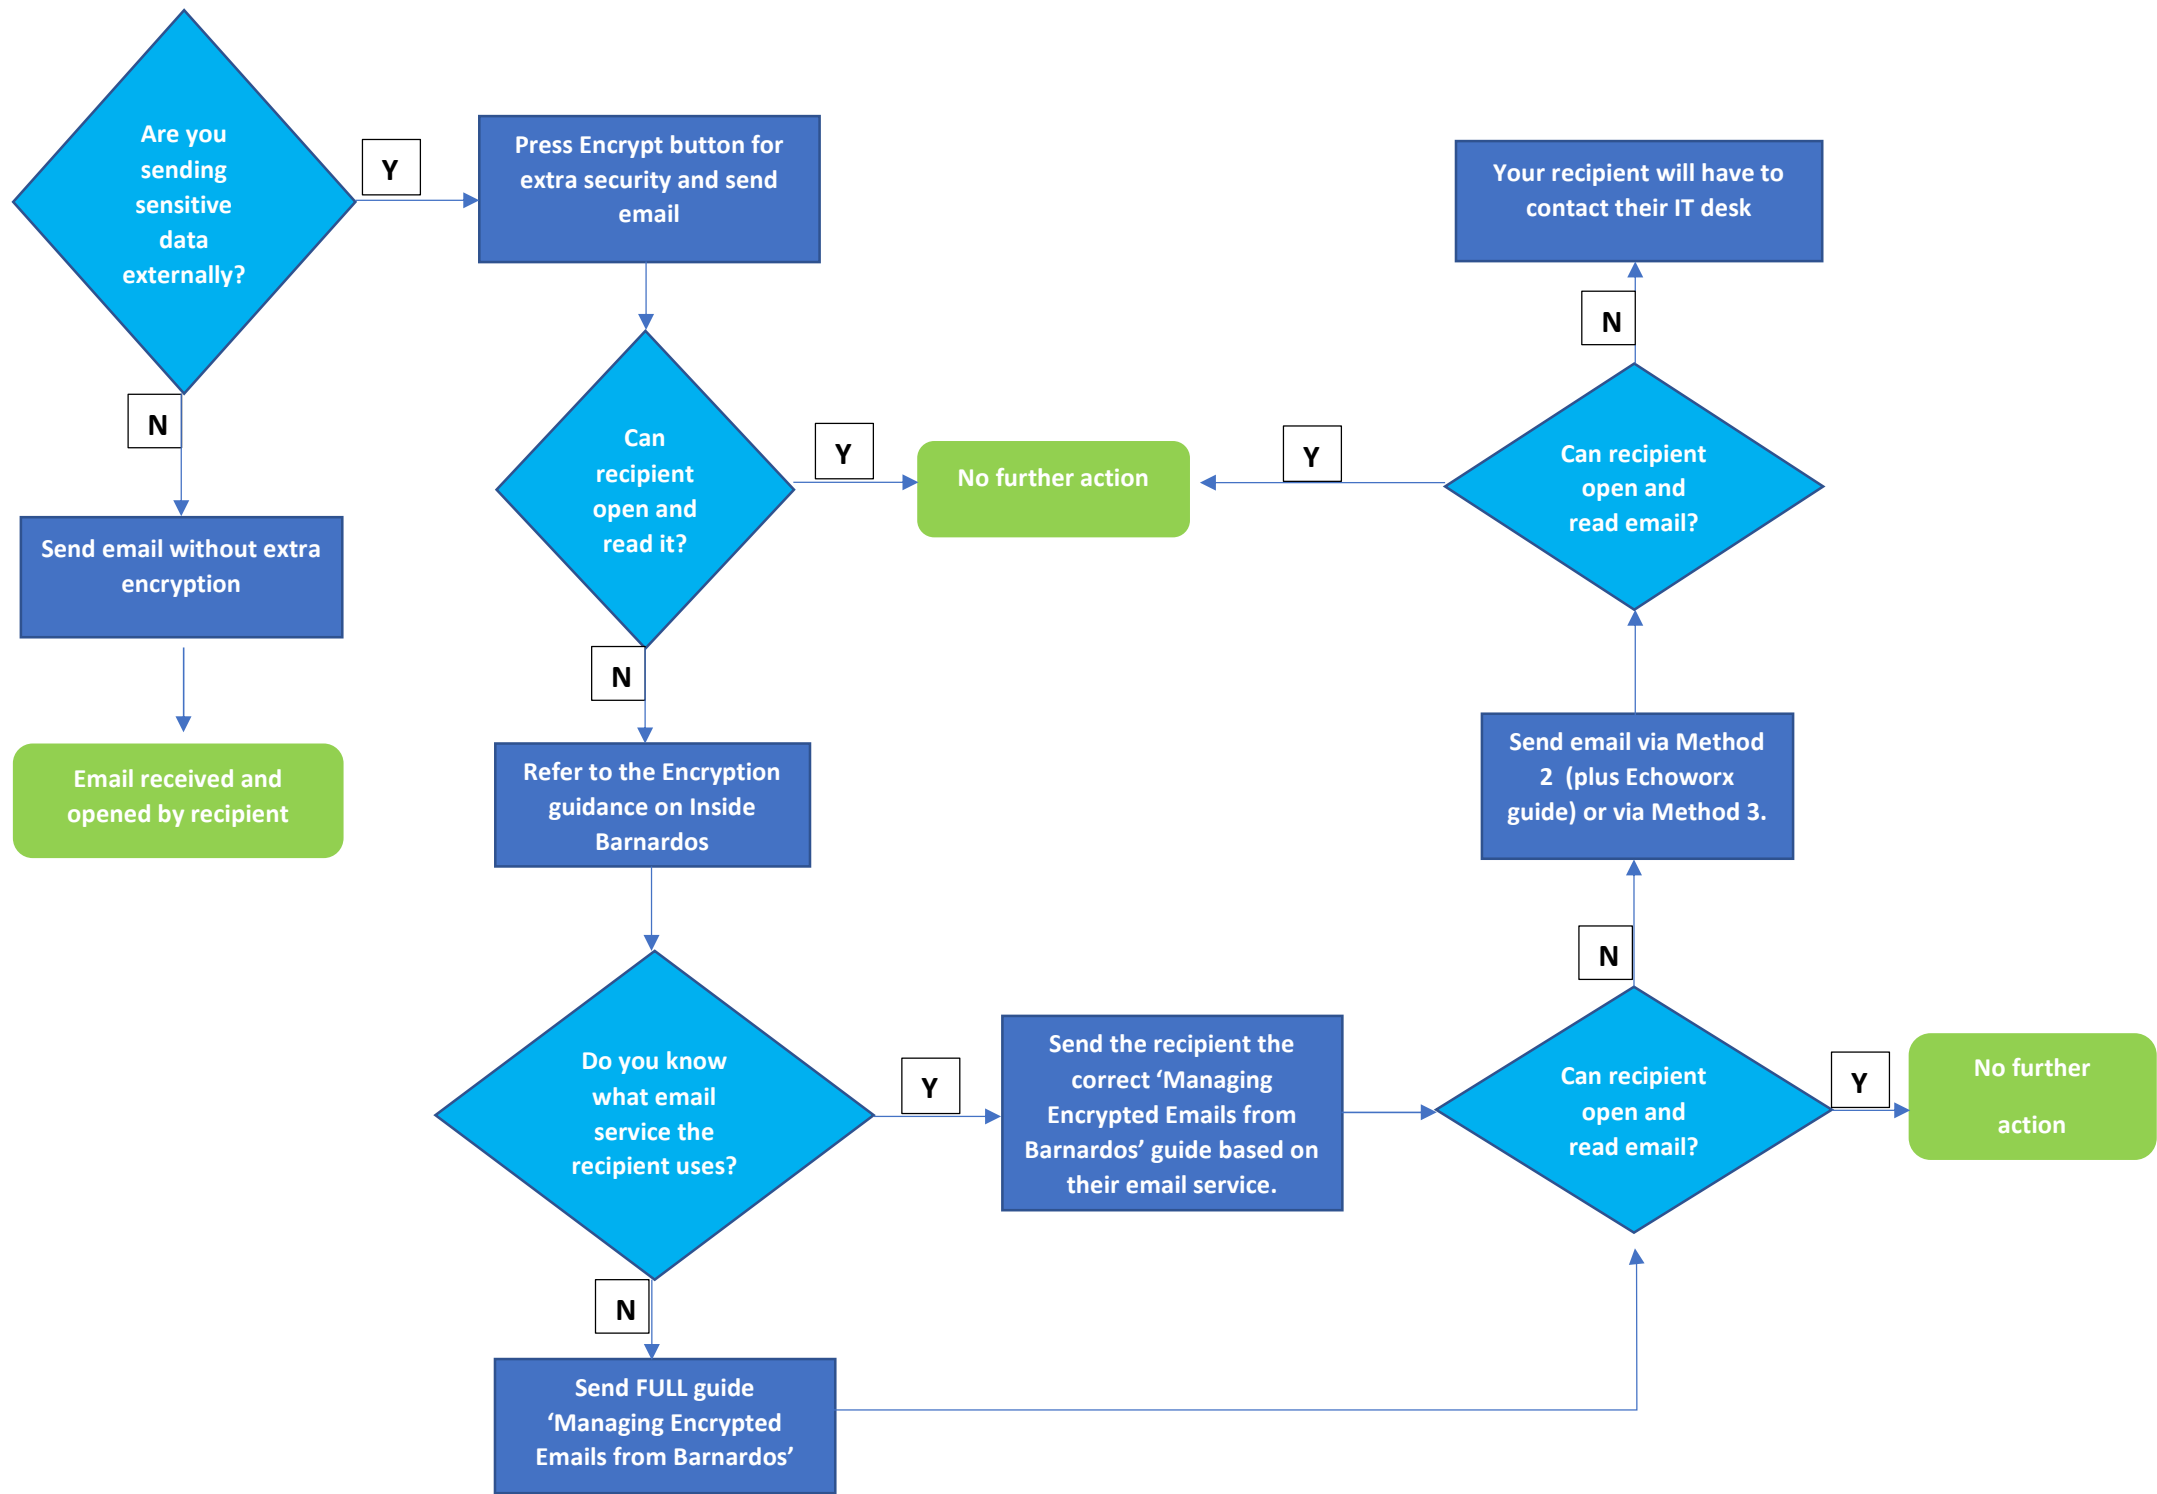 Are you
sending
sensitive
data
externally?
Y
Press Encrypt button for
extra security and send
email
Your recipient will have to
contact their IT desk
N
N
Can
recipient
open and
read it?
Y
No further action
Y
Can recipient
open and
read email?
Send email without extra
encryption
N
Email received and
opened by recipient
Refer to the Encryption
guidance on Inside
Barnardos
Send email via Method
2  (plus Echoworx
guide) or via Method 3.
N
Do you know
what email
service the
recipient uses?
Y
Send the recipient the
correct ‘Managing
Encrypted Emails from
Barnardos’ guide based on
their email service.
Can recipient
open and
read email?
Y
No further
action
N
Send FULL guide
‘Managing Encrypted
Emails from Barnardos’